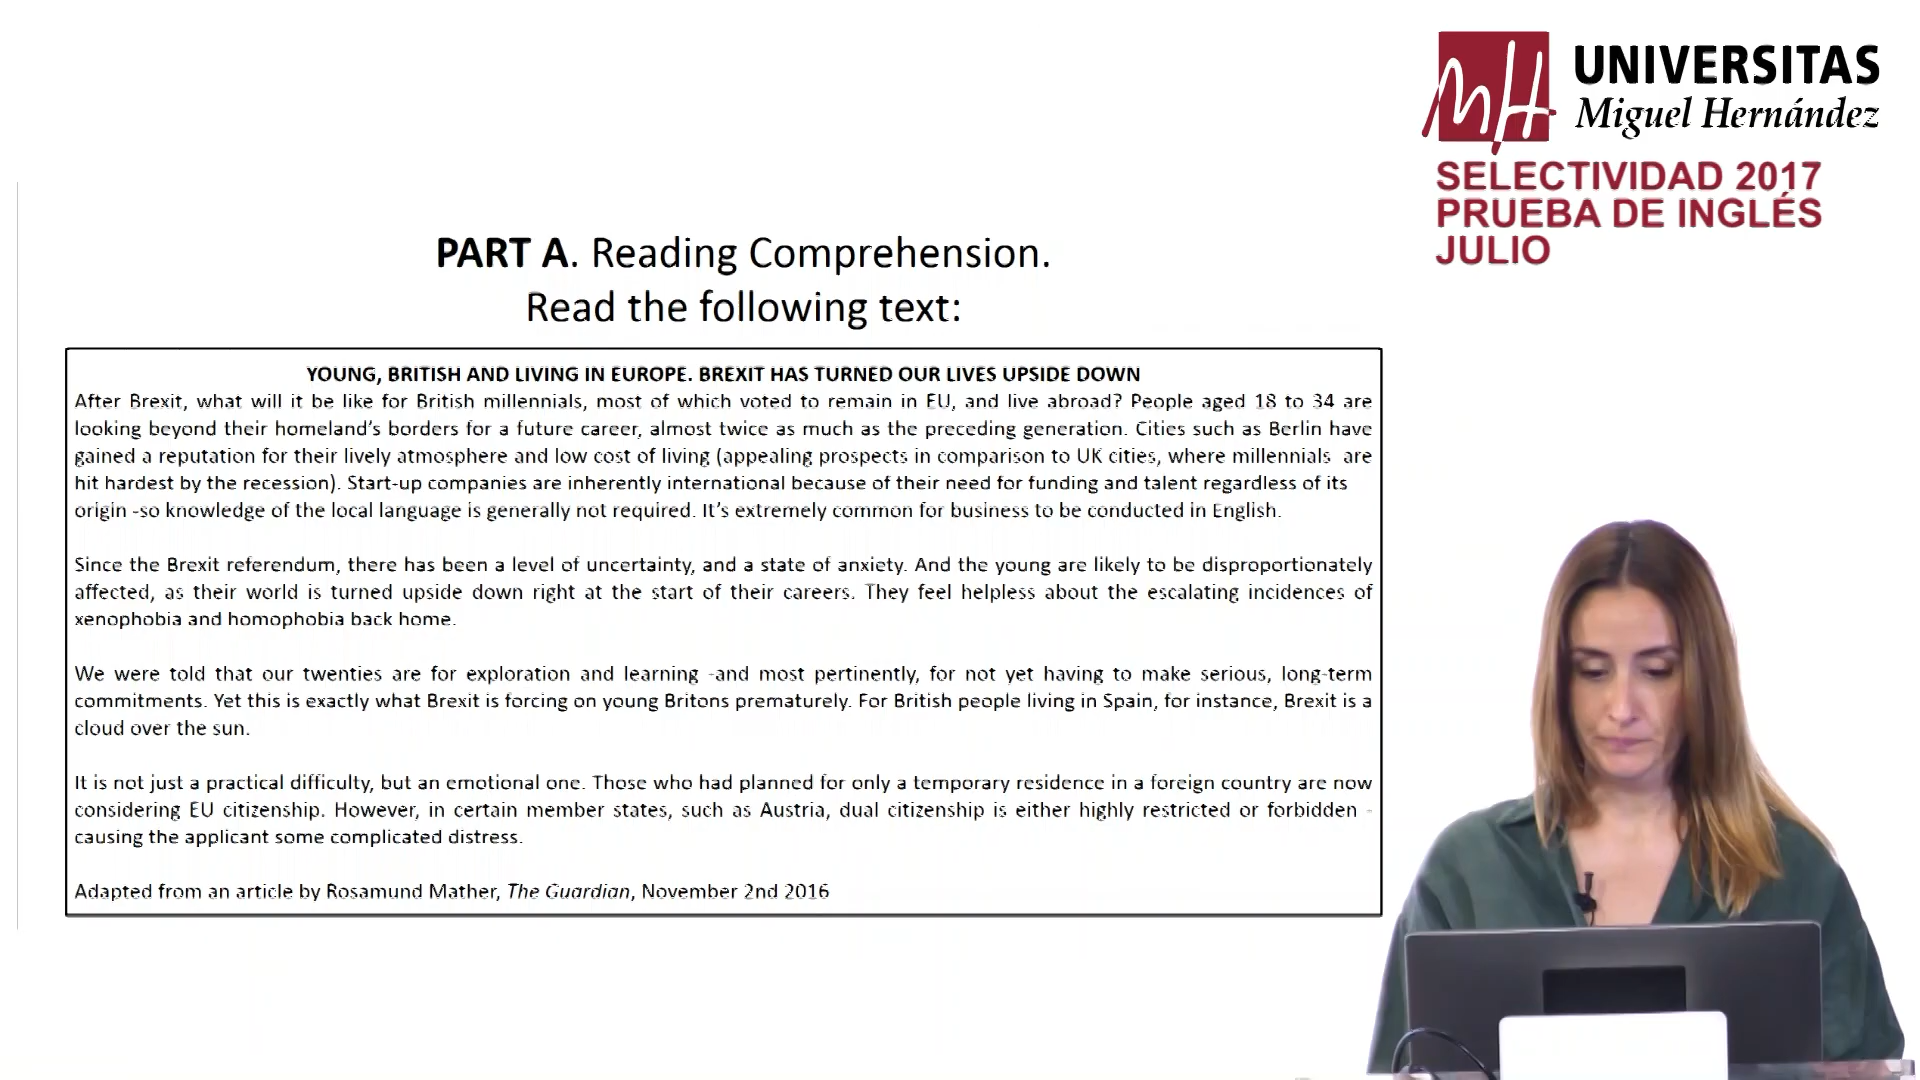 UNIVERSITAS
Miguel Hernández
SELECTIVIDAD 2017
PRUEBA DE INGLÉS
JULIO
PART A. Reading Comprehension.
Read the following text:
YOUNG, BRITISH AND LIVING IN EUROPE. BREXIT HAS TURNED OUR LIVES UPSIDE DOWN
After Brexit, what will it be like for British millennials, most of which voted to remain in EU, and live abroad? People aged 18 to 34 are
looking beyond their homeland's borders for a future career, almost twice as much as the preceding generation. Cities such as Berlin have
gained a reputation for their lively atmosphere and low cost of living (appealing prospects in comparison to UK cities, where millennials are
hit hardest by the recession). Start-up companies are inherently international because of their need for funding and talent regardless of its
origin -so knowledge of the local language is generally not required. It's extremely common for business to be conducted in English.
Since the Brexit referendum, there has been a level of uncertainty, and a state of anxiety. And the young are likely to be disproportionately
affected, as their world is turned upside down right at the start of their careers. They feel helpless about the escalating incidences of
xenophobia and homophobia back home.
We were told that our twenties are for exploration and learning -and most pertinently, for not yet having to make serious, long-term
commitments. Yet this is exactly what Brexit is forcing on young Britons prematurely. For British people living in Spain, for instance, Brexit is a
cloud over the sun.
It is not just a practical difficulty, but an emotional one. Those who had planned for only a temporary residence in a foreign country are now
considering EU citizenship. However, in certain member states, such as Austria, dual citizenship is either highly restricted or forbidden -
causing the applicant some complicated distress.
Adapted from an article by Rosamund Mather, The Guardian, November 2nd 2016